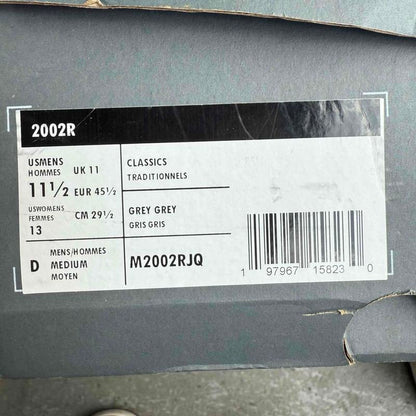 2002R
USMENS
HOMMES UK 11
11½ EUR 45½
USWOMENS
FEMMES CM 29½
13
D MENS/HOMMES
MEDIUM
MOYEN
CLASSICS
TRADITIONNELS
GREY GREY
GRIS GRIS
M2002RJQ
1 97967 15823 0